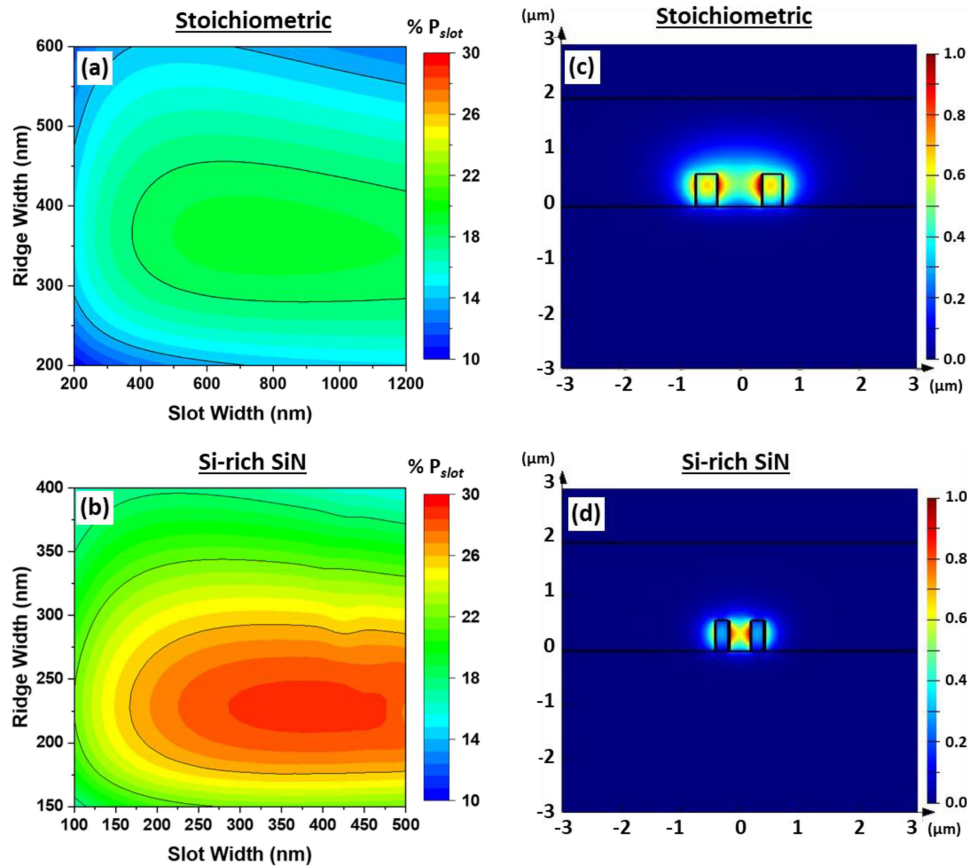 Stoichiometric
% Pslot
(a)
600
500
400
300
200
Ridge Width (nm)
200 400 600 800 1000 1200
Slot Width (nm)
30
26
22
18
14
10
(µm)
Stoichiometric
(c)
3
2
1
0
-1
-2
-3
-3 -2 -1 0 1 2 3
(µm)
1.0
0.8
0.6
0.4
0.2
0.0
Si-rich SiN
% Pslot
(b)
400
350
300
250
200
150
Ridge Width (nm)
100 150 200 250 300 350 400 450 500
Slot Width (nm)
30
26
22
18
14
10
(µm)
Si-rich SiN
(d)
3
2
1
0
-1
-2
-3
-3 -2 -1 0 1 2 3
(µm)
1.0
0.8
0.6
0.4
0.2
0.0